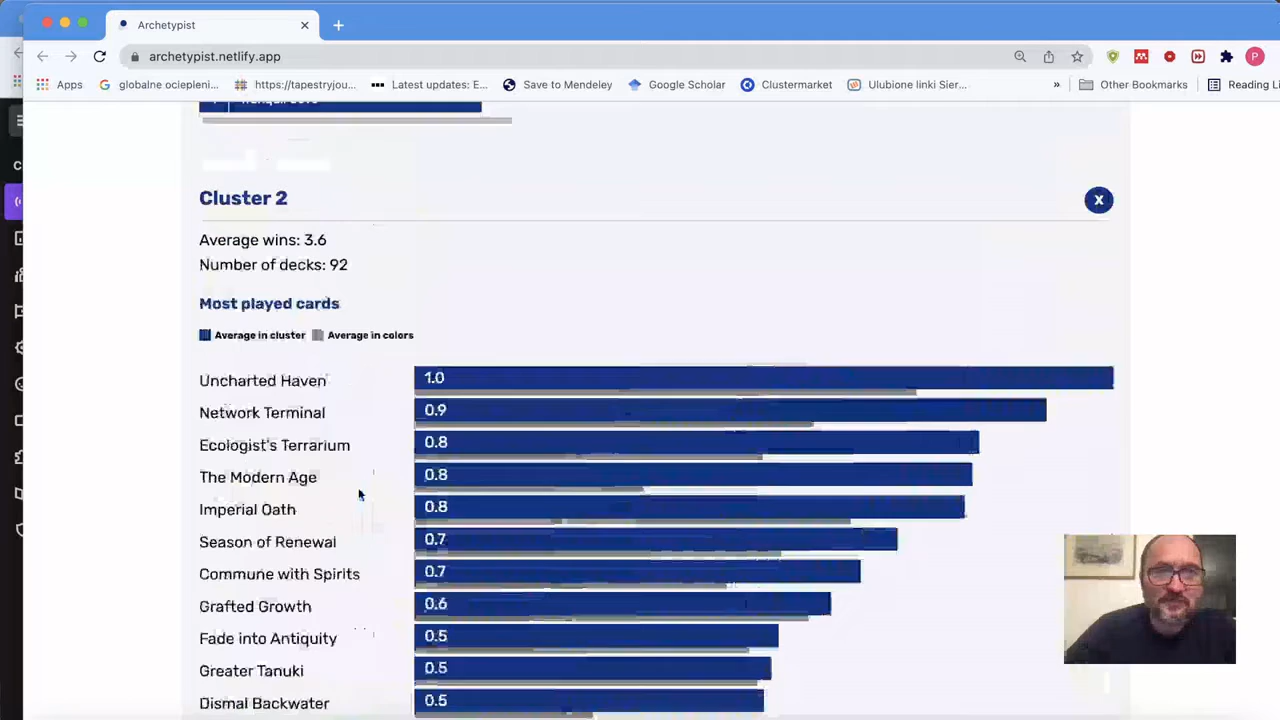 Archetypist
archetypist.netlify.app
P
Apps
globalne ociepleni...
https://tapestryjou...
Latest updates: E...
Save to Mendeley
Google Scholar
Clustermarket
Ulubione linki Sier...
»
Other Bookmarks
Reading Li
Cluster 2
X
Average wins: 3.6
Number of decks: 92
Most played cards
Average in cluster Average in colors
Uncharted Haven 1.0
Network Terminal 0.9
Ecologist's Terrarium 0.8
The Modern Age 0.8
Imperial Oath 0.8
Season of Renewal 0.7
Commune with Spirits 0.7
Grafted Growth 0.6
Fade into Antiquity 0.5
Greater Tanuki 0.5
Dismal Backwater 0.5